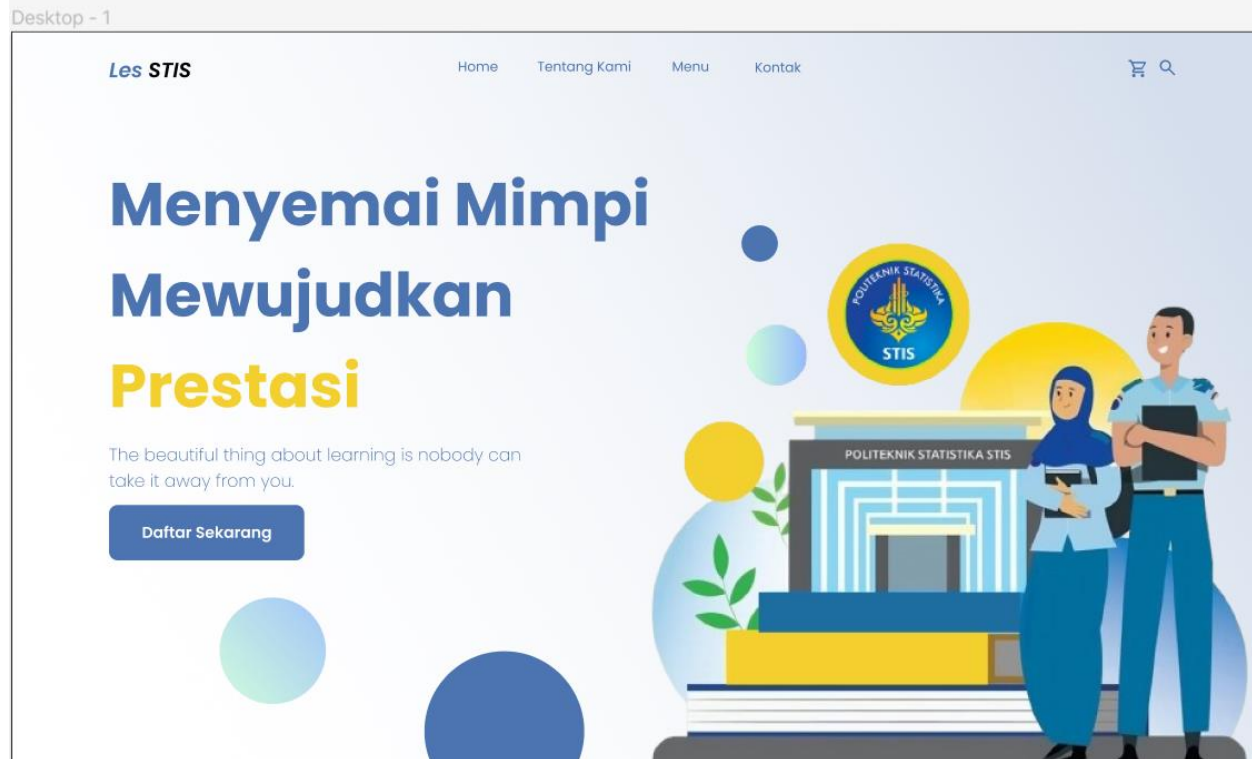 Desktop - 1
Les STIS
Home Tentang Kami Menu Kontak
Menyemai Mimpi
Mewujudkan
Prestasi
The beautiful thing about learning is nobody can
take it away from you.
Daftar Sekarang
POLITEKNIK STATISTIKA
STIS
POLITEKNIK STATISTIKA STIS